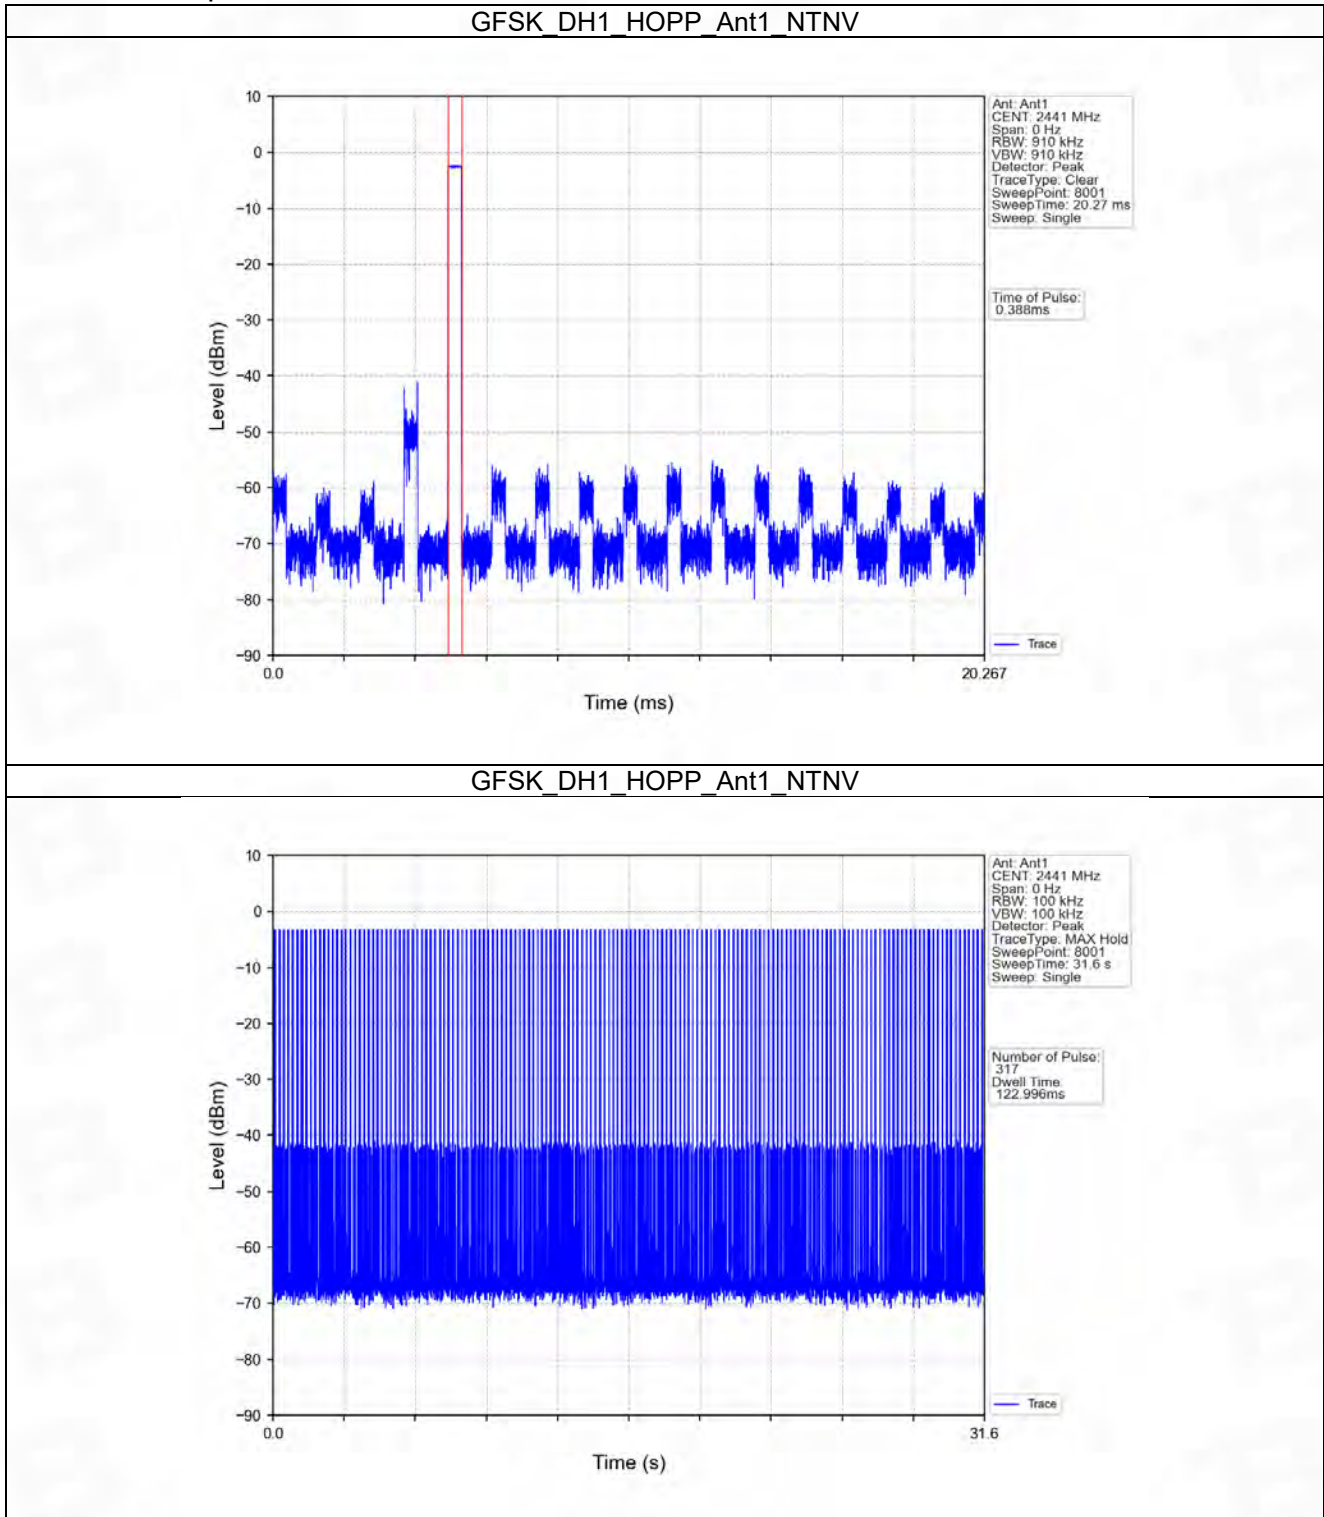 GFSK_DH1_HOPP_Ant1_NTNV
10
0
−10
−20
−30
−40
−50
−60
−70
−80
−90
Level (dBm)
0.0
20.267
Time (ms)
Ant: Ant1
CENT: 2441 MHz
Span: 0 Hz
RBW: 910 kHz
VBW: 910 kHz
Detector: Peak
TraceType: Clear
SweepPoint: 8001
SweepTime: 20.27 ms
Sweep: Single
Time of Pulse:
0.388ms
Trace
GFSK_DH1_HOPP_Ant1_NTNV
10
0
−10
−20
−30
−40
−50
−60
−70
−80
−90
Level (dBm)
0.0
31.6
Time (s)
Ant: Ant1
CENT: 2441 MHz
Span: 0 Hz
RBW: 100 kHz
VBW: 100 kHz
Detector: Peak
TraceType: MAX Hold
SweepPoint: 8001
SweepTime: 31.6 s
Sweep: Single
Number of Pulse:
317
Dwell Time:
122.996ms
Trace